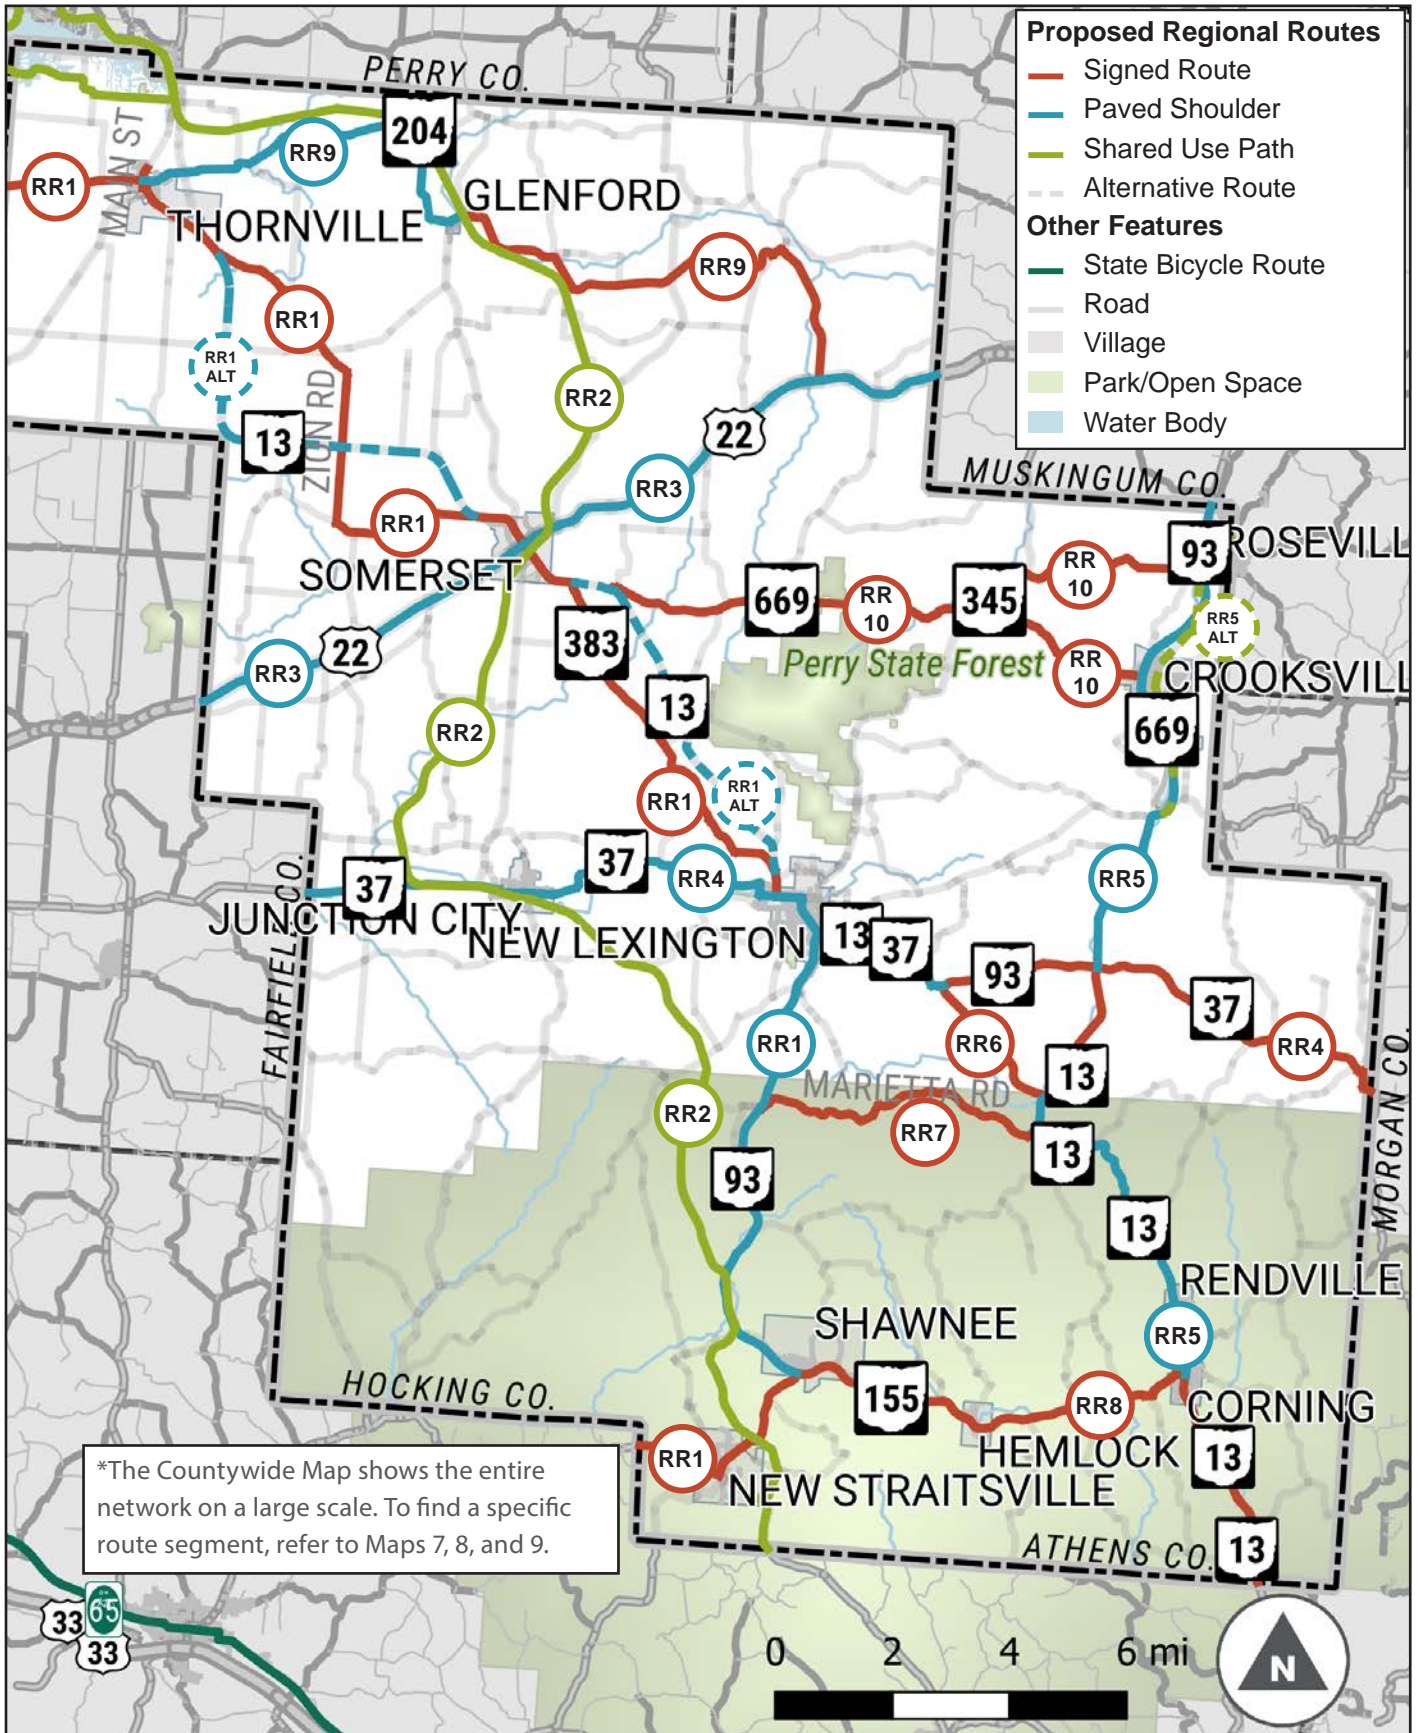 Proposed Regional Routes
Signed Route
Paved Shoulder
Shared Use Path
Alternative Route
Other Features
State Bicycle Route
Road
Village
Park/Open Space
Water Body
PERRY CO.
204
RR9
MAIN ST
RR1
GLENFORD
THORNVILLE
RR9
RR1
RR1
ALT
ZION RD
RR2
13
22
RR3
MUSKINGUM CO.
RR1
93
ROSEVILL
SOMERSET
RR
10
669
RR
10
345
RR5
ALT
383
22
Perry State Forest
RR
10
CROOKSVILL
RR3
13
RR2
669
RR1
ALT
RR1
37
RR4
37
RR5
FAIRFIELD CO.
JUNCTION CITY
NEW LEXINGTON
13
37
93
37
RR1
RR6
RR4
13
MORGAN CO.
MARIETTA RD
RR2
RR7
13
93
13
RENDVILLE
SHAWNEE
RR5
HOCKING CO.
155
RR8
CORNING
HEMLOCK
13
RR1
NEW STRAITSVILLE
*The Countywide Map shows the entire
network on a large scale. To find a specific
route segment, refer to Maps 7, 8, and 9.
ATHENS CO.
13
33
65
33
0 2 4 6 mi
N